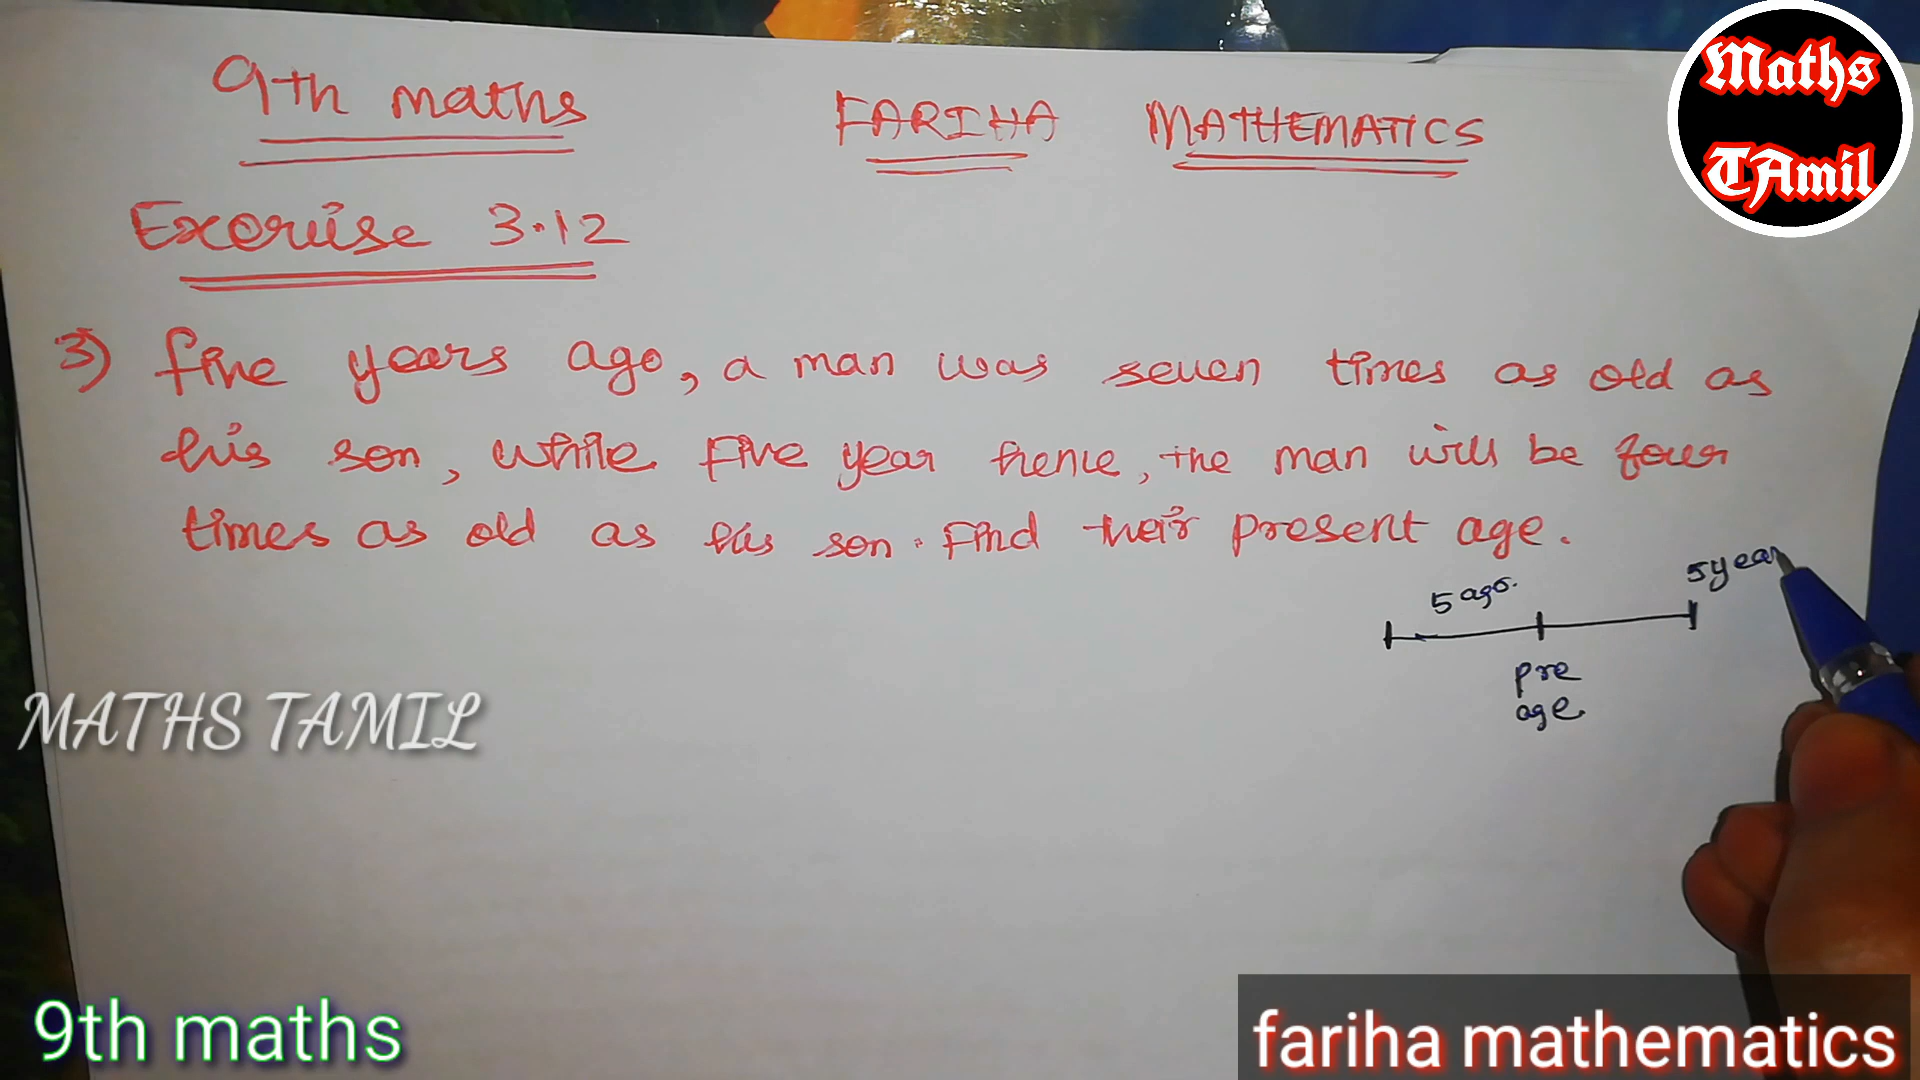 9th maths
FARIHA MATHEMATICS
Maths
TAmil
Exercise 3.12
3) five years ago, a man was seven times as old as
his son, while five year hence, the man will be four
times as old as his son. Find their present age.
5 ago.
5year
pre
age
MATHS TAMIL
9th maths
fariha mathematics